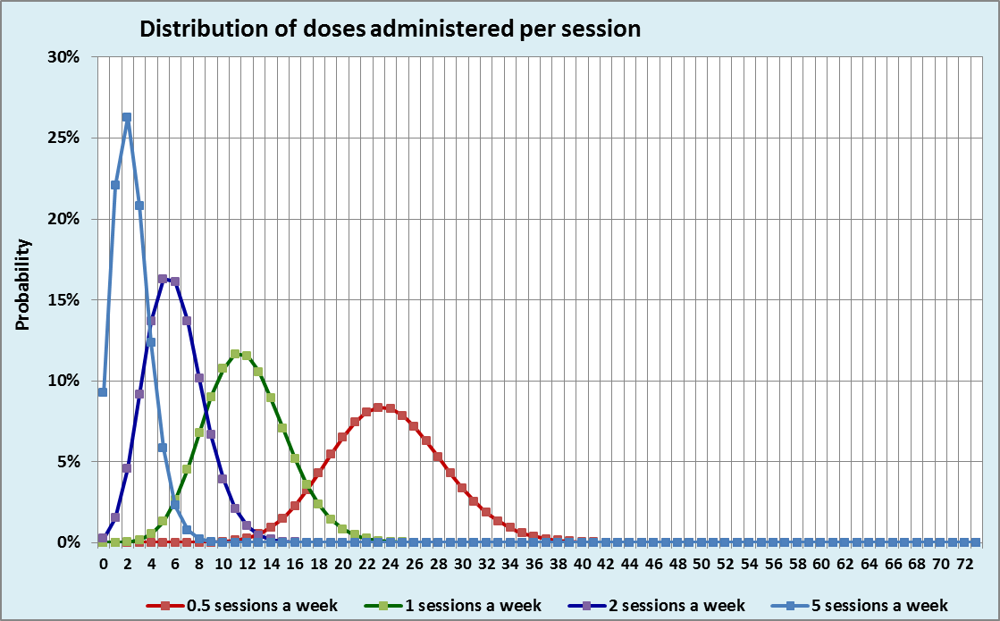 Distribution of doses administered per session
30%
25%
20%
15%
10%
5%
0%
Probability
0 2 4 6 8 10 12 14 16 18 20 22 24 26 28 30 32 34 36 38 40 42 44 46 48 50 52 54 56 58 60 62 64 66 68 70 72
0.5 sessions a week 1 sessions a week 2 sessions a week 5 sessions a week